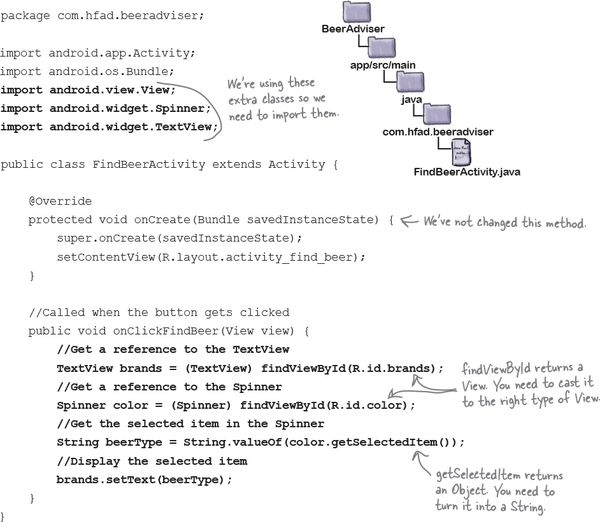 package com.hfad.beeradviser;
import android.app.Activity;
import android.os.Bundle;
import android.view.View;
import android.widget.Spinner;
import android.widget.TextView;
We're using these
extra classes so we
need to import them.
BeerAdviser
app/src/main
java
com.hfad.beeradviser
FindBeerActivity.java
public class FindBeerActivity extends Activity {
@Override
protected void onCreate(Bundle savedInstanceState) {
We've not changed this method.
super.onCreate(savedInstanceState);
setContentView(R.layout.activity_find_beer);
}
//Called when the button gets clicked
public void onClickFindBeer(View view) {
//Get a reference to the TextView
TextView brands = (TextView) findViewById(R.id.brands);
//Get a reference to the Spinner
Spinner color = (Spinner) findViewById(R.id.color);
//Get the selected item in the Spinner
String beerType = String.valueOf(color.getSelectedItem());
//Display the selected item
brands.setText(beerType);
}
}
findViewById returns a
View. You need to cast it
to the right type of View.
getSelectedItem returns
an Object. You need to
turn it into a String.